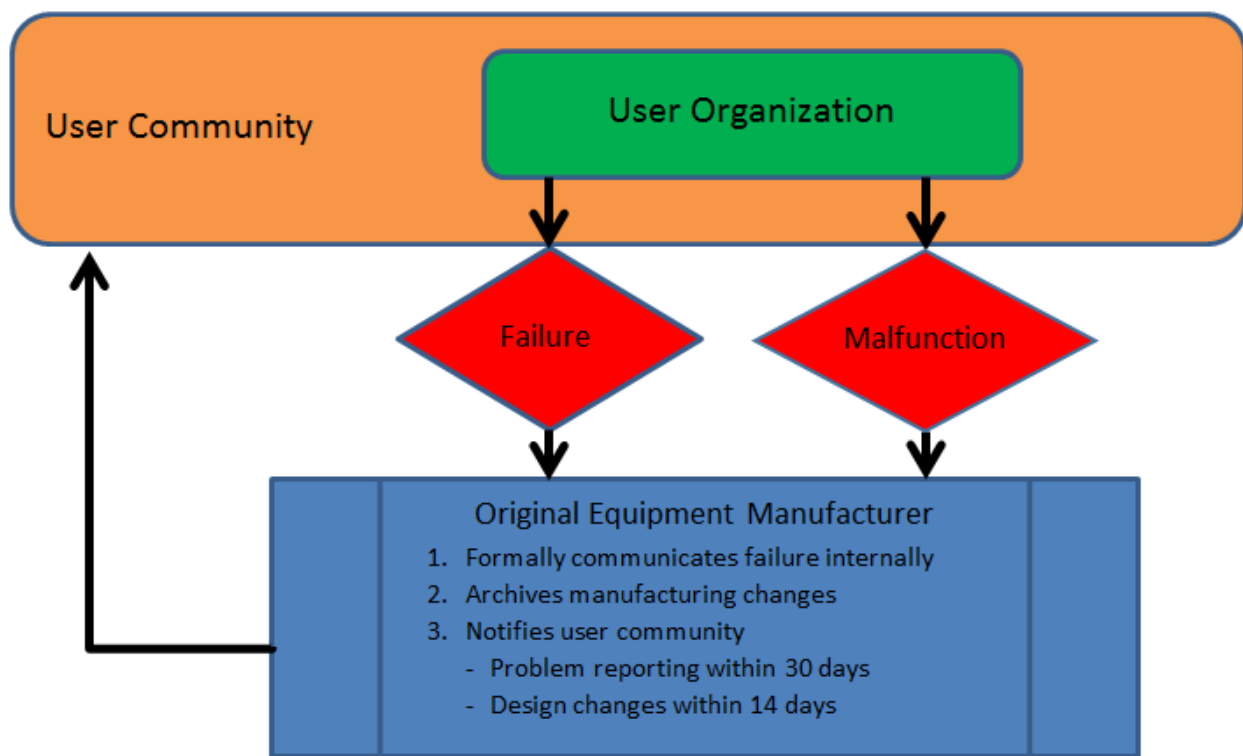 User Community
User Organization
Failure
Malfunction
Original Equipment Manufacturer
1. Formally communicates failure internally
2. Archives manufacturing changes
3. Notifies user community
- Problem reporting within 30 days
- Design changes within 14 days